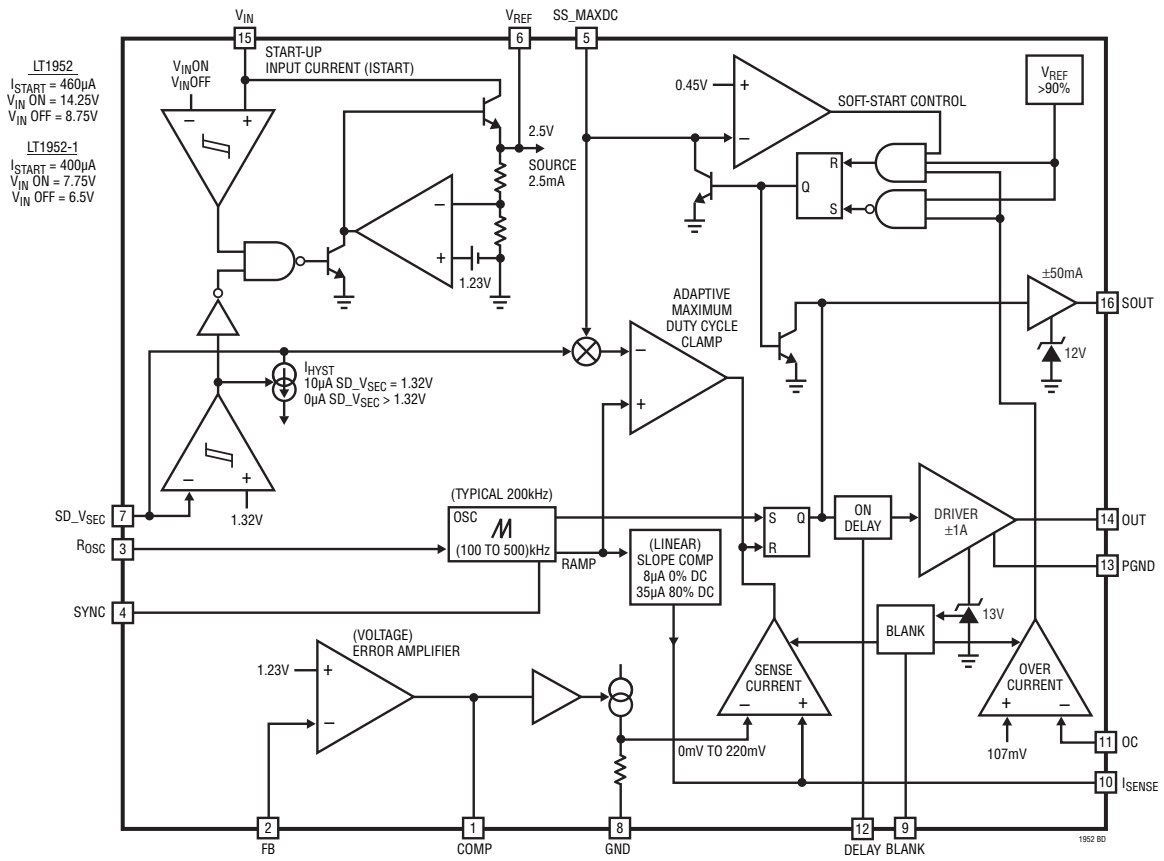 V_IN
V_REF
SS_MAXDC
15
6
5
LT1952
I_START = 460µA
V_IN ON = 14.25V
V_IN OFF = 8.75V
LT1952-1
I_START = 400µA
V_IN ON = 7.75V
V_IN OFF = 6.5V
START-UP
INPUT CURRENT (ISTART)
V_INON
V_INOFF
–
+
2.5V
SOURCE
2.5mA
–
+
1.23V
0.45V
+
–
SOFT-START CONTROL
V_REF
>90%
R
Q
S
±50mA
16
SOUT
12V
ADAPTIVE
MAXIMUM
DUTY CYCLE
CLAMP
–
+
I_HYST
10µA SD_V_SEC = 1.32V
0µA SD_V_SEC > 1.32V
–
+
1.32V
SD_V_SEC
7
R_OSC
3
SYNC
4
(TYPICAL 200kHz)
OSC
(100 TO 500)kHz
RAMP
(LINEAR)
SLOPE COMP
8µA 0% DC
35µA 80% DC
S
Q
R
ON
DELAY
DRIVER
±1A
14
OUT
13
PGND
13V
BLANK
(VOLTAGE)
ERROR AMPLIFIER
1.23V
+
–
SENSE
CURRENT
–
+
0mV TO 220mV
OVER
CURRENT
+
–
107mV
11
OC
10
I_SENSE
2
1
8
12
9
FB
COMP
GND
DELAY
BLANK
1952 BD